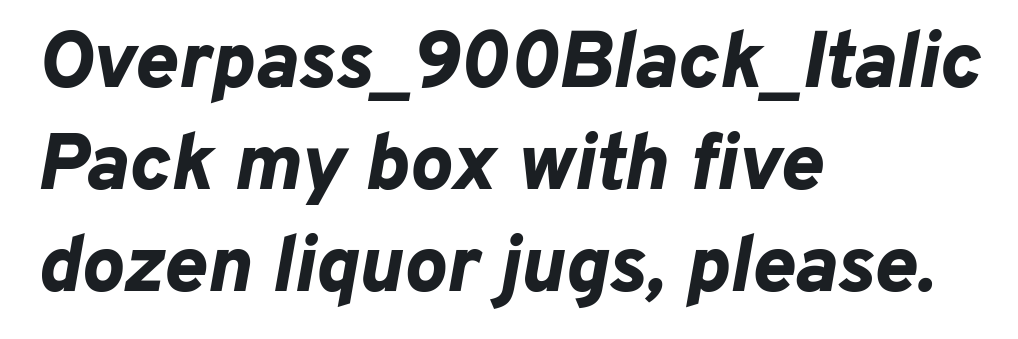 Overpass_900Black_Italic
Pack my box with five
dozen liquor jugs, please.